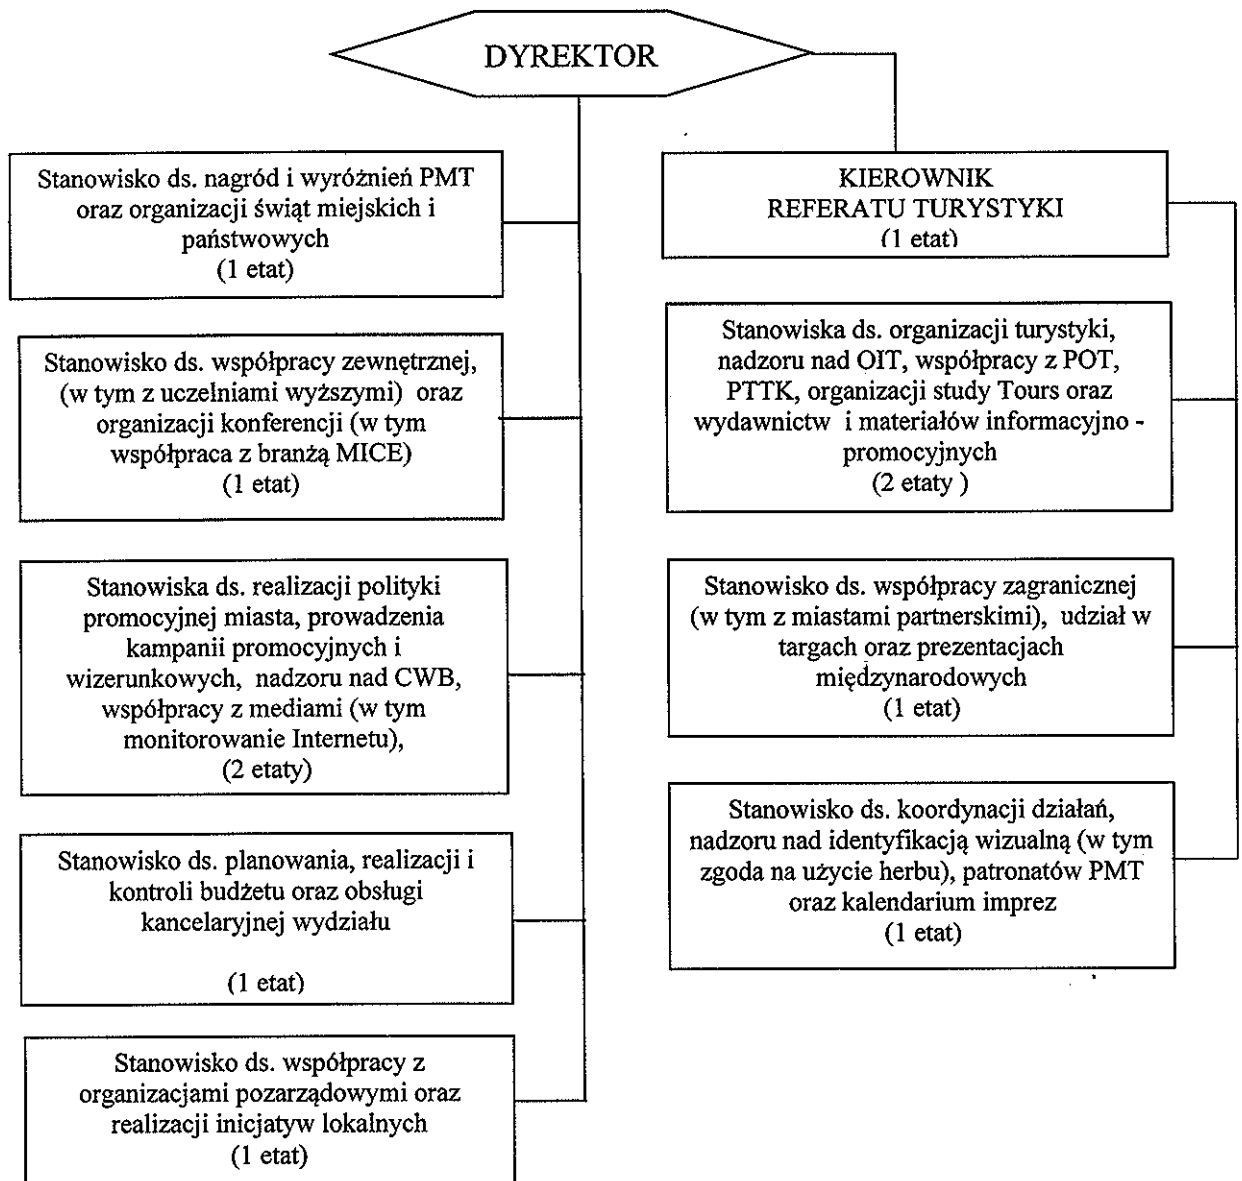 DYREKTOR
Stanowisko ds. nagród i wyróżnień PMT
oraz organizacji świąt miejskich i
państwowych
(1 etat)
Stanowisko ds. współpracy zewnętrznej,
(w tym z uczelniami wyższymi) oraz
organizacji konferencji (w tym
współpraca z branżą MICE)
(1 etat)
Stanowiska ds. realizacji polityki
promocyjnej miasta, prowadzenia
kampanii promocyjnych i
wizerunkowych, nadzoru nad CWB,
współpracy z mediami (w tym
monitorowanie Internetu),
(2 etaty)
Stanowisko ds. planowania, realizacji i
kontroli budżetu oraz obsługi
kancelaryjnej wydziału
(1 etat)
Stanowisko ds. współpracy z
organizacjami pozarządowymi oraz
realizacji inicjatyw lokalnych
(1 etat)
KIEROWNIK
REFERATU TURYSTYKI
(1 etat)
Stanowiska ds. organizacji turystyki,
nadzoru nad OIT, współpracy z POT,
PTTK, organizacji study Tours oraz
wydawnictw i materiałów informacyjno -
promocyjnych
(2 etaty )
Stanowisko ds. współpracy zagranicznej
(w tym z miastami partnerskimi), udział w
targach oraz prezentacjach
międzynarodowych
(1 etat)
Stanowisko ds. koordynacji działań,
nadzoru nad identyfikacją wizualną (w tym
zgoda na użycie herbu), patronatów PMT
oraz kalendarium imprez
(1 etat)